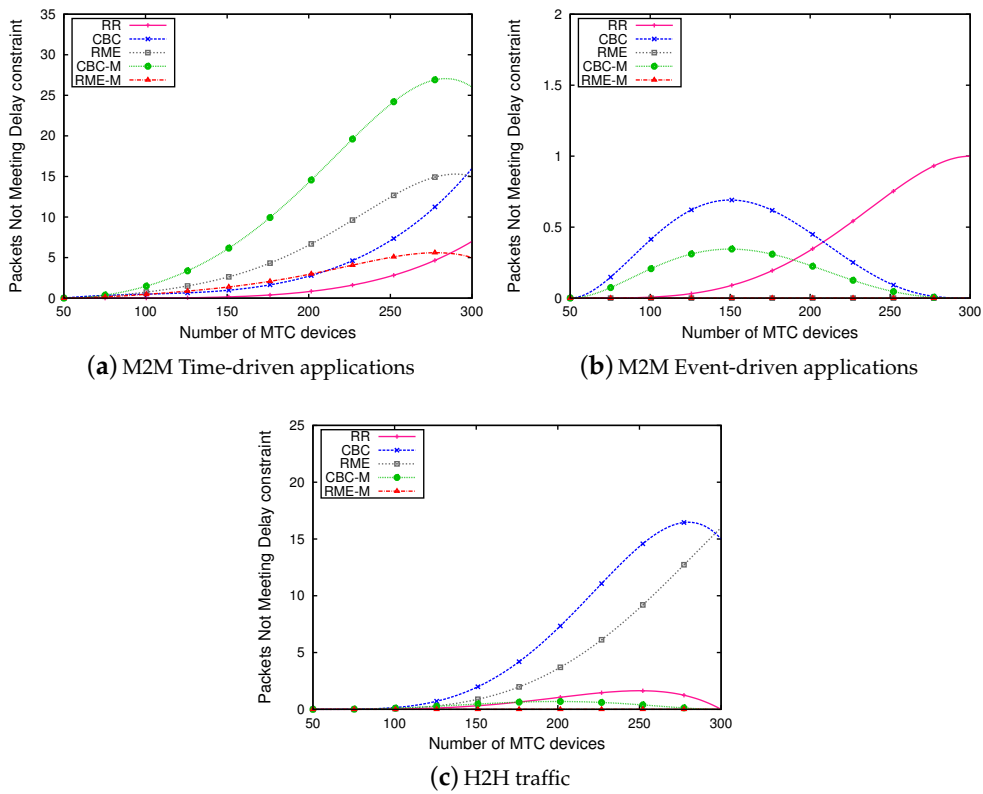 Packets Not Meeting Delay constraint
35
30
25
20
15
10
5
0
50 100 150 200 250 300
Number of MTC devices
RR
CBC
RME
CBC-M
RME-M
(a) M2M Time-driven applications
Packets Not Meeting Delay constraint
2
1.5
1
0.5
0
50 100 150 200 250 300
Number of MTC devices
RR
CBC
RME
CBC-M
RME-M
(b) M2M Event-driven applications
Packets Not Meeting Delay constraint
25
20
15
10
5
0
50 100 150 200 250 300
Number of MTC devices
RR
CBC
RME
CBC-M
RME-M
(c) H2H traffic